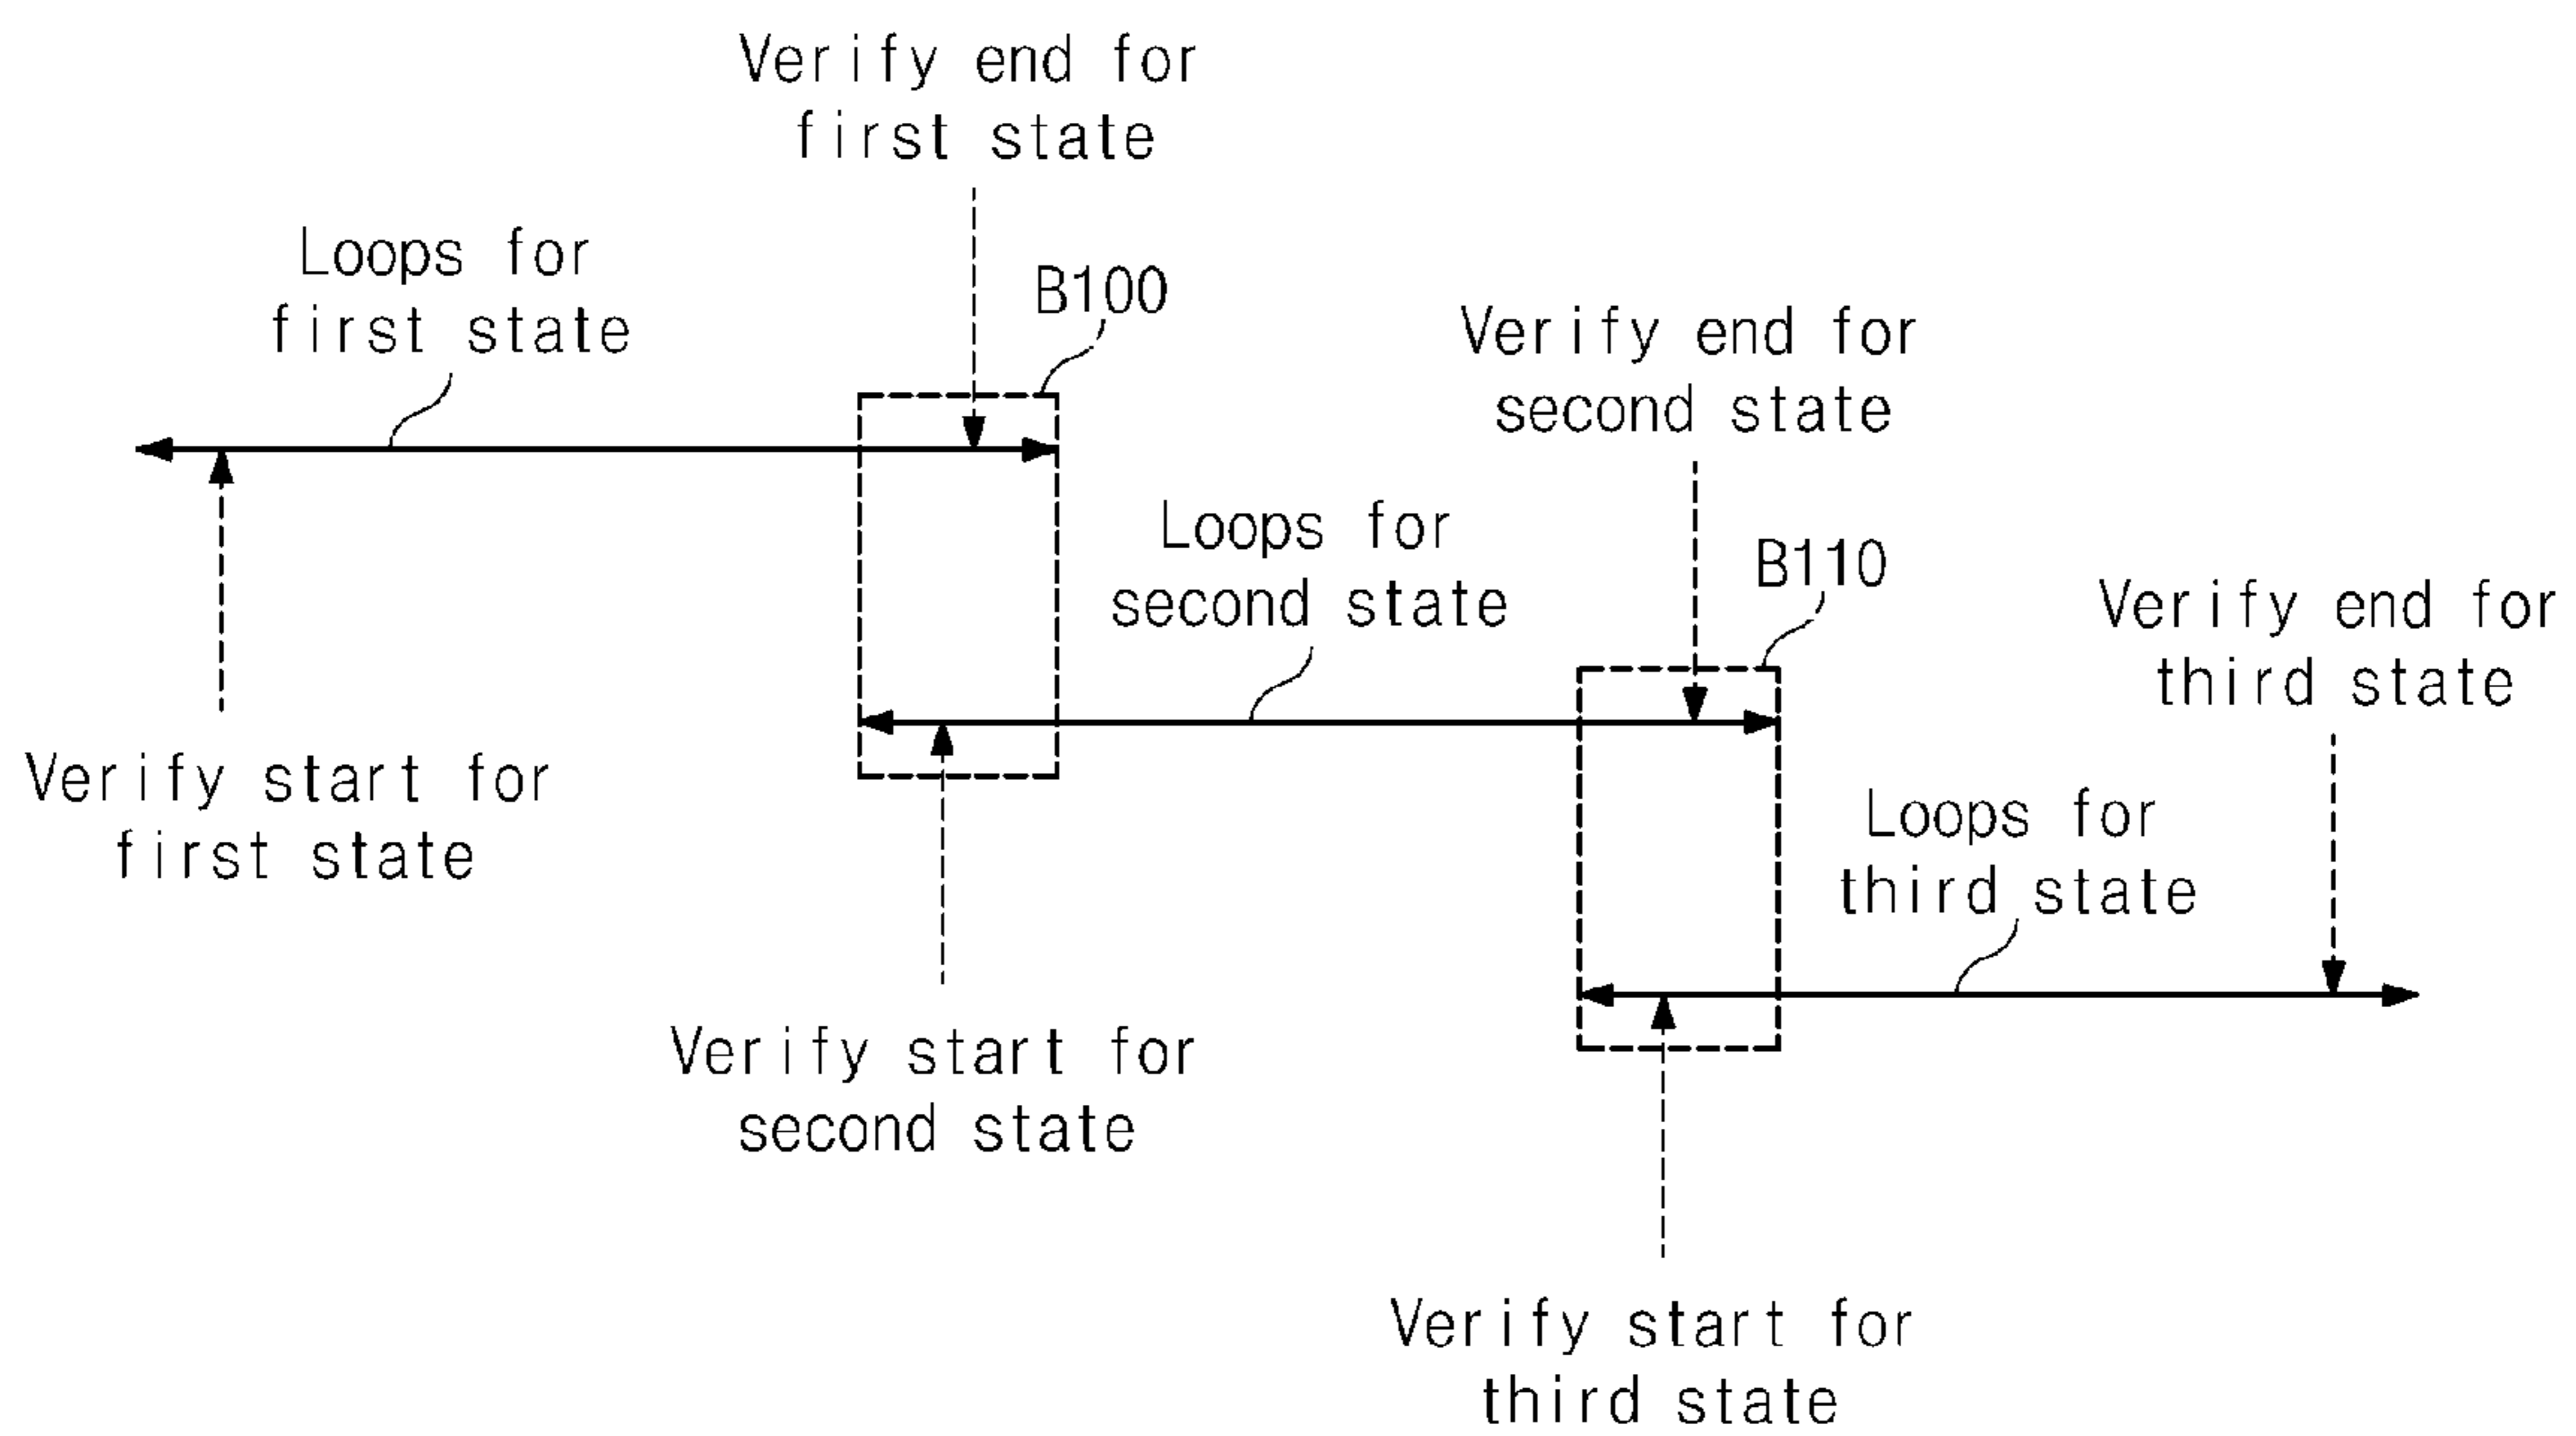 Verify end for
first state
Loops for
first state
B100
Verify end for
second state
Loops for
second state
B110
Verify end for
third state
Verify start for
first state
Loops for
third state
Verify start for
second state
Verify start for
third state